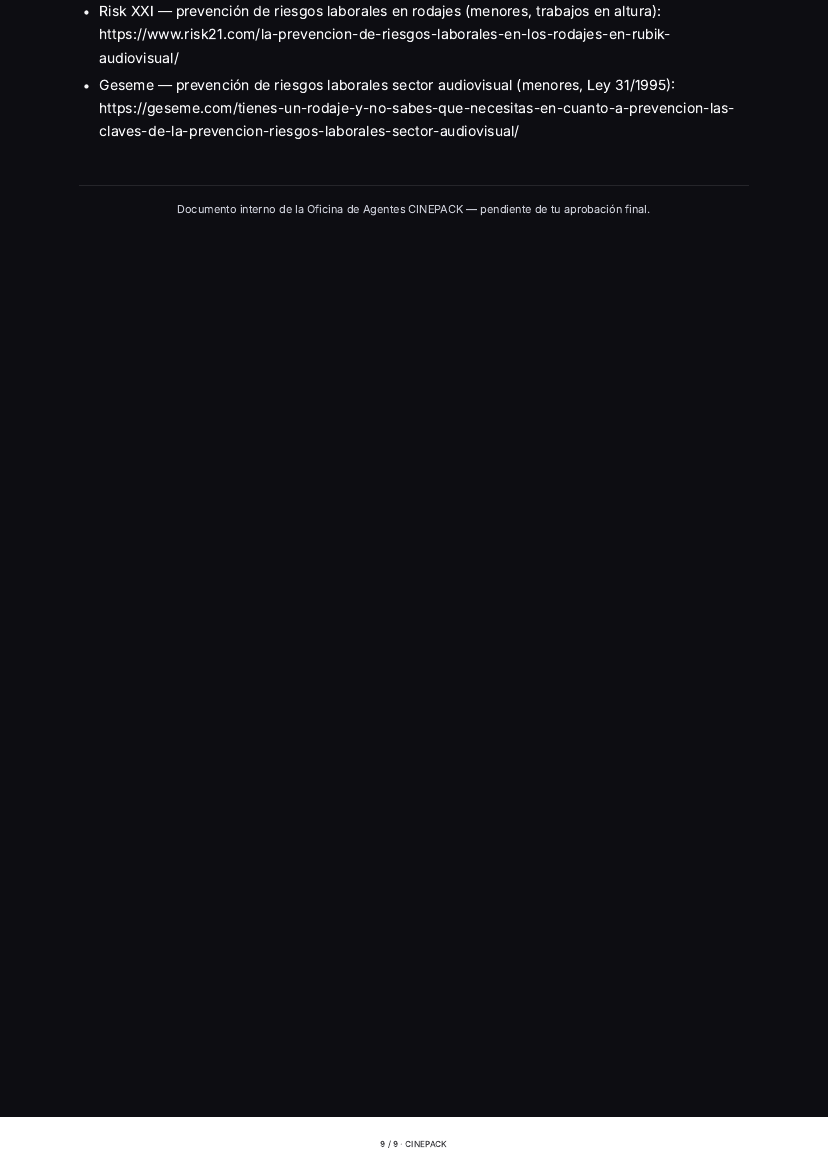 • Risk XXI — prevención de riesgos laborales en rodajes (menores, trabajos en altura):
https://www.risk21.com/la-prevencion-de-riesgos-laborales-en-los-rodajes-en-rubik-
audiovisual/
• Geseme — prevención de riesgos laborales sector audiovisual (menores, Ley 31/1995):
https://geseme.com/tienes-un-rodaje-y-no-sabes-que-necesitas-en-cuanto-a-prevencion-las-
claves-de-la-prevencion-riesgos-laborales-sector-audiovisual/
Documento interno de la Oficina de Agentes CINEPACK — pendiente de tu aprobación final.
9 / 9 · CINEPACK